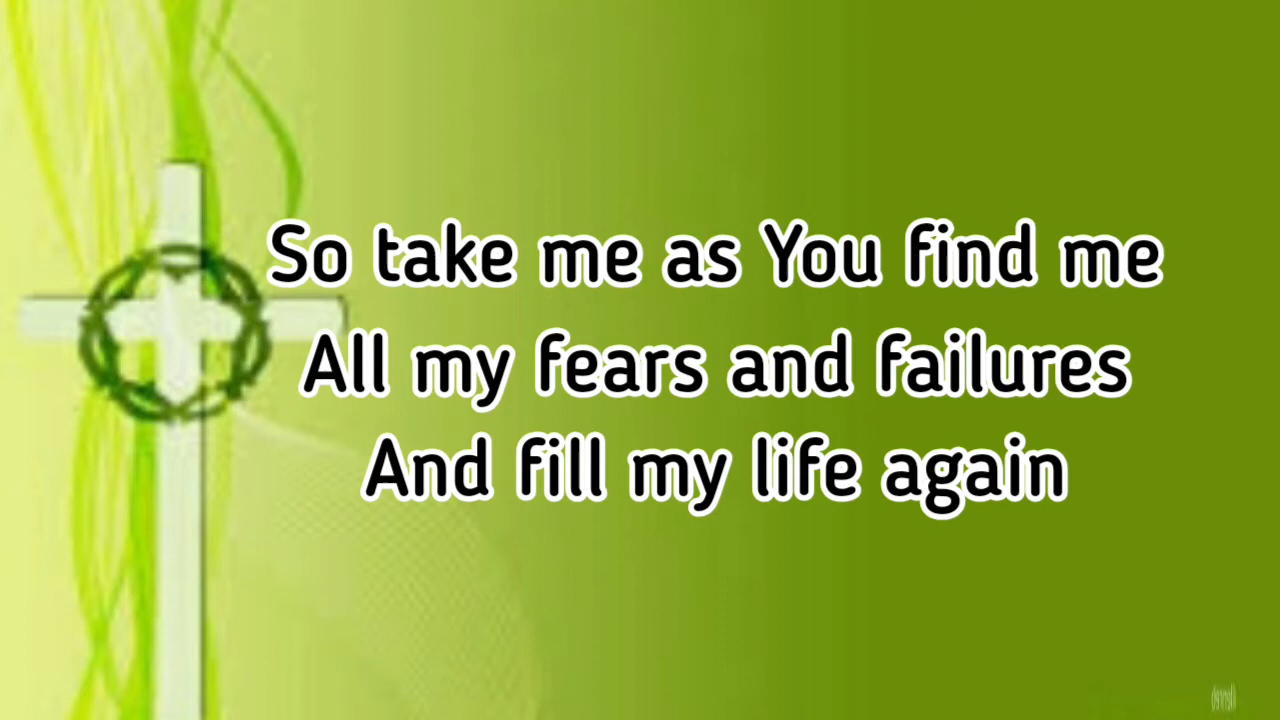 So take me as You find me
All my fears and failures
And fill my life again